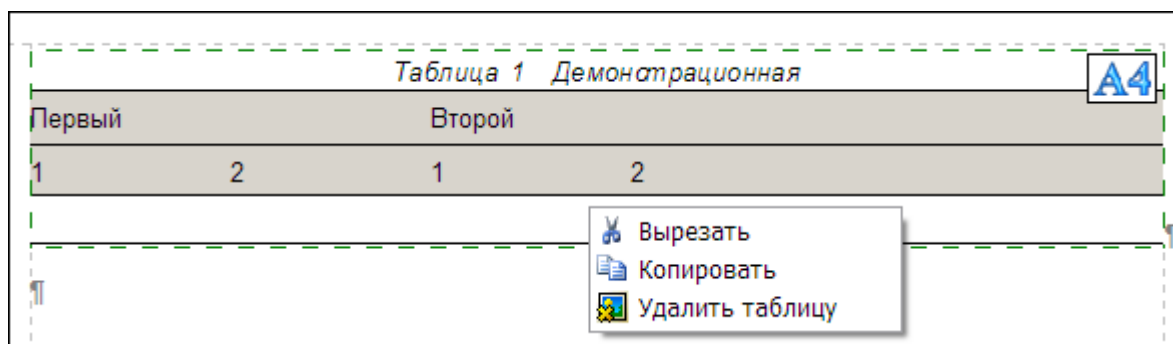 Таблица 1 Демонстрационная
A4
Первый Второй
1 2 1 2
Вырезать
¶
Копировать
¶
Удалить таблицу